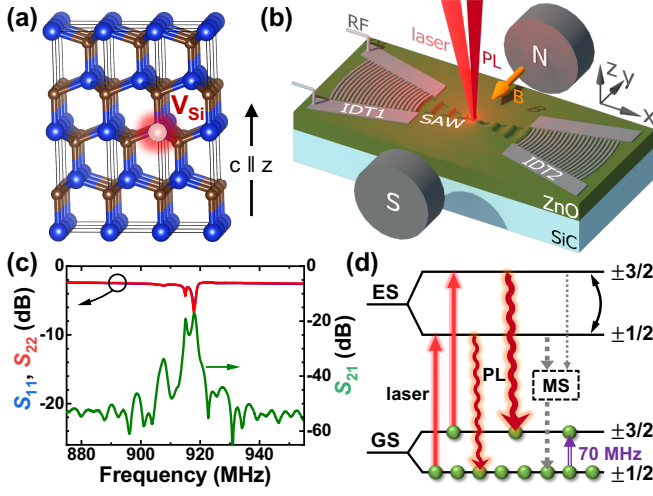 (a)
V_Si
c ∥ z
(b)
RF
laser
PL
N
B
z
y
x
IDT1
SAW
IDT2
S
ZnO
SiC
(c)
S11, S22 (dB)
0
-10
-20
0
-20
-40
-60
S21 (dB)
880 900 920 940
Frequency (MHz)
(d)
ES
±3/2
±1/2
laser
PL
MS
GS
±3/2
70 MHz
±1/2